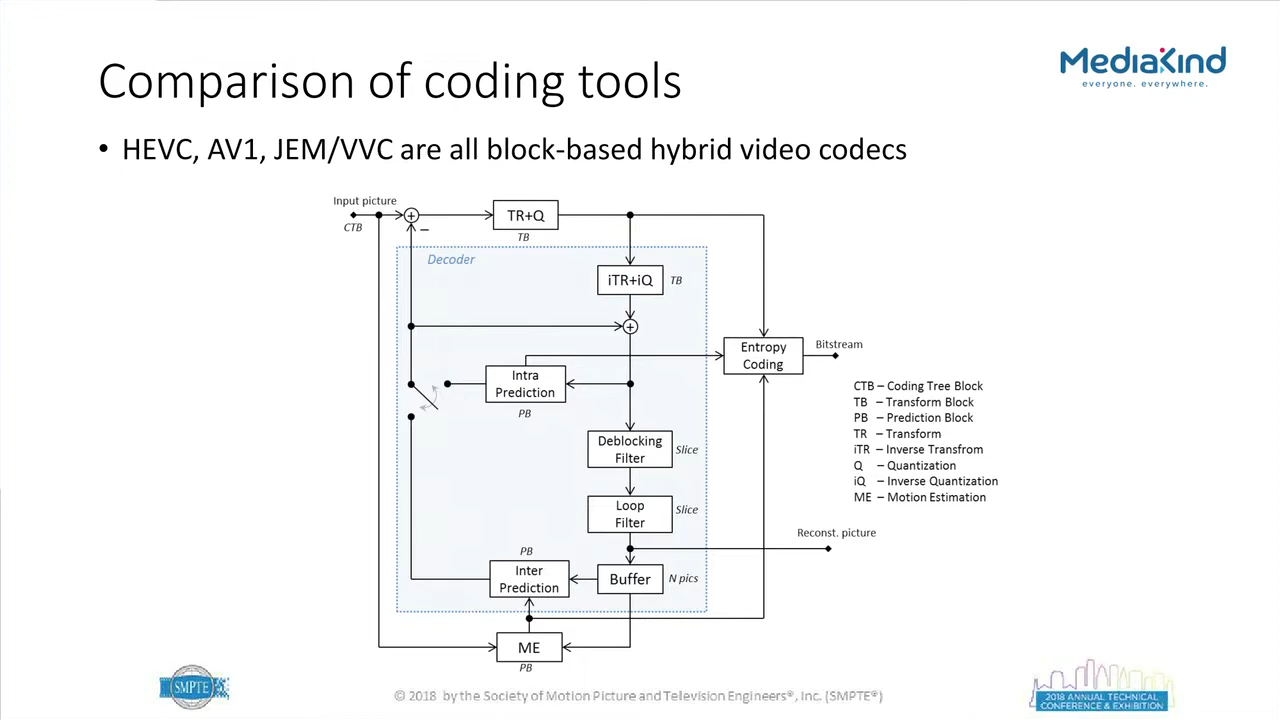 Comparison of coding tools
MediaKind
everyone. everywhere.
• HEVC, AV1, JEM/VVC are all block-based hybrid video codecs
Input picture
CTB
+
–
TR+Q
TB
Decoder
iTR+iQ
TB
+
Entropy
Coding
Bitstream
Intra
Prediction
PB
CTB – Coding Tree Block
TB – Transform Block
PB – Prediction Block
TR – Transform
iTR – Inverse Transfrom
Q – Quantization
iQ – Inverse Quantization
ME – Motion Estimation
Deblocking
Filter
Slice
Loop
Filter
Slice
Reconst. picture
PB
Inter
Prediction
Buffer
N pics
ME
PB
SMPTE
© 2018 by the Society of Motion Picture and Television Engineers®, Inc. (SMPTE®)
2018 ANNUAL TECHNICAL
CONFERENCE & EXHIBITION